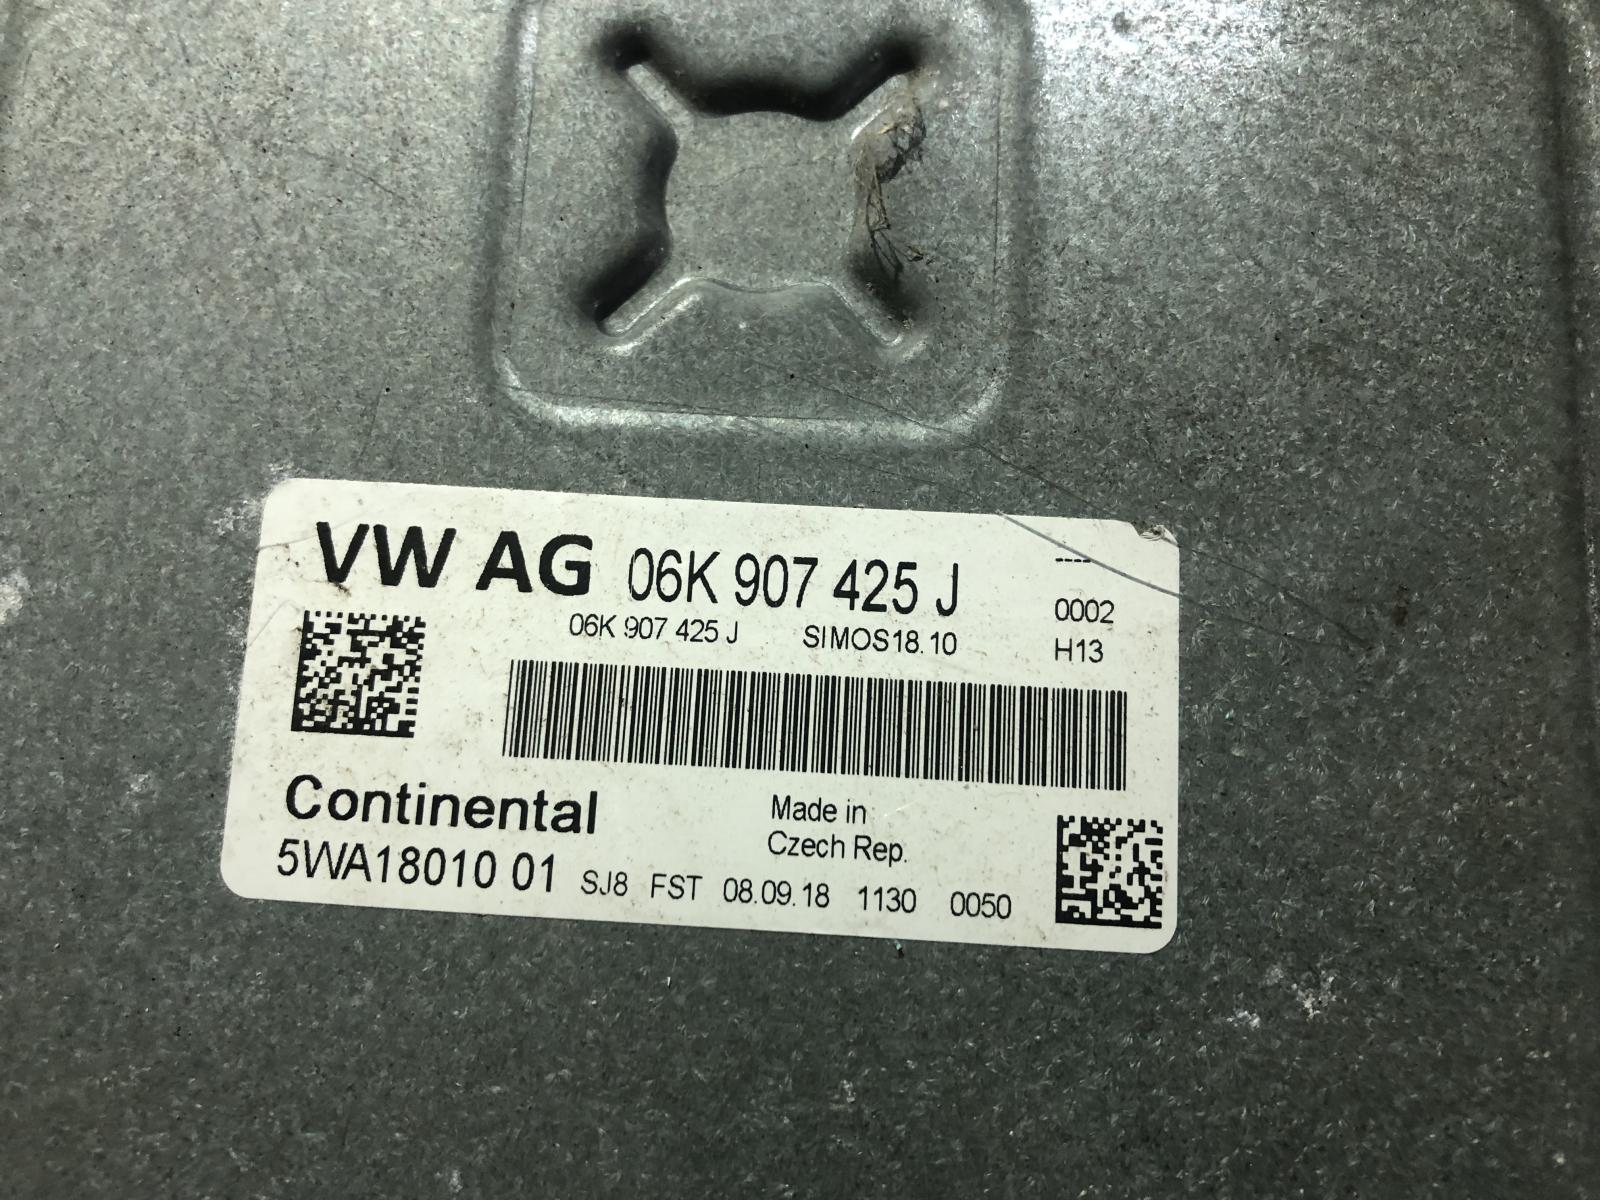 VW AG 06K 907 425 J ----
06K 907 425 J SIMOS18.10 0002
H13
Continental
Made in
Czech Rep.
5WA18010 01 SJ8 FST 08.09.18 1130 0050